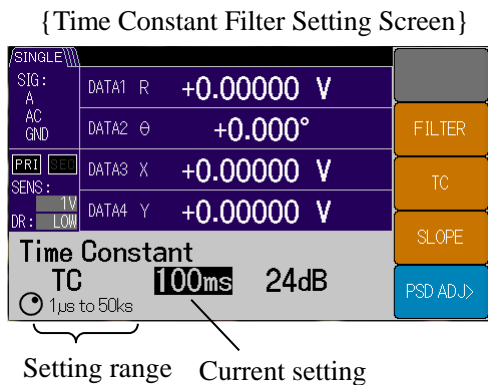 {Time Constant Filter Setting Screen}
SINGLE
SIG:
A
AC
GND
DATA1 R +0.00000 V
DATA2 θ +0.000°
FILTER
PRI SEC
SENS:
1V
DR: LOW
DATA3 X +0.00000 V
DATA4 Y +0.00000 V
TC
SLOPE
Time Constant
TC 100ms 24dB
1μs to 50ks
PSD ADJ>
Setting range Current setting